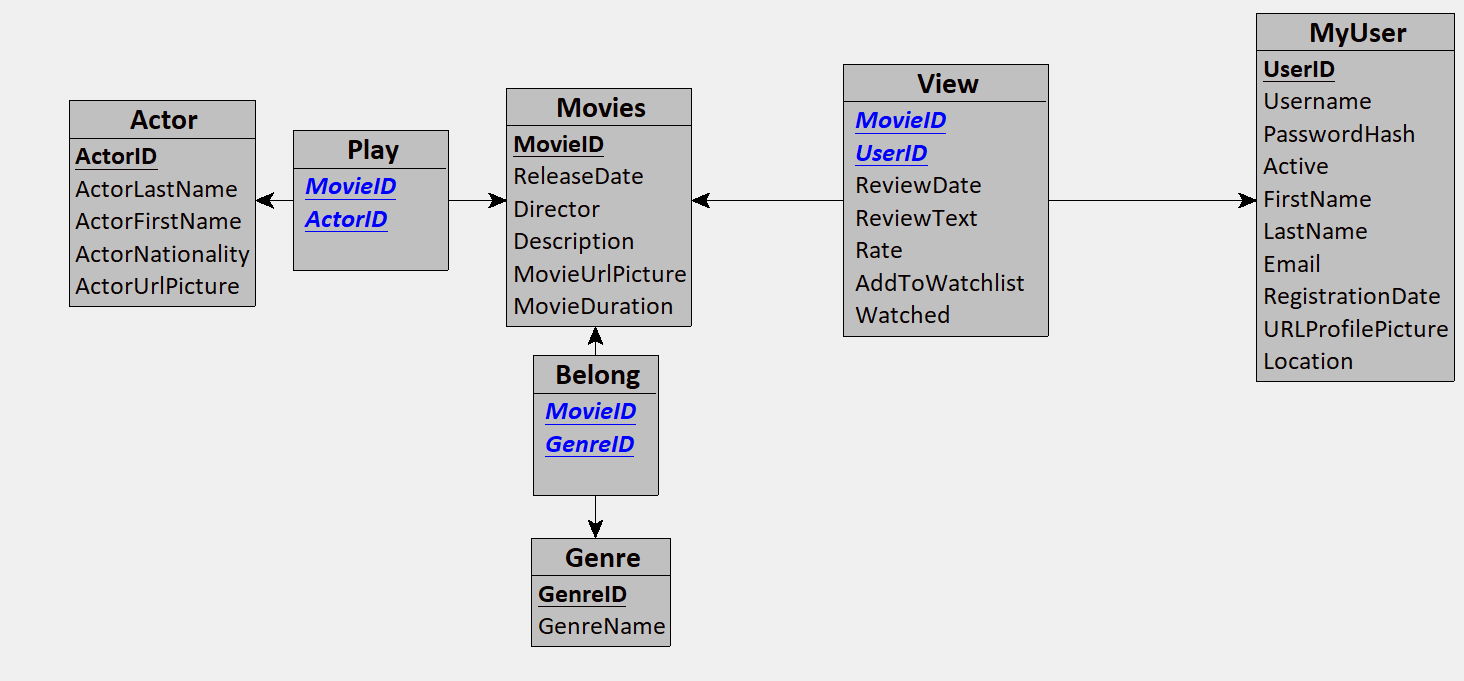 Actor
ActorID
ActorLastName
ActorFirstName
ActorNationality
ActorUrlPicture
Play
MovieID
ActorID
Movies
MovieID
ReleaseDate
Director
Description
MovieUrlPicture
MovieDuration
View
MovieID
UserID
ReviewDate
ReviewText
Rate
AddToWatchlist
Watched
MyUser
UserID
Username
PasswordHash
Active
FirstName
LastName
Email
RegistrationDate
URLProfilePicture
Location
Belong
MovieID
GenreID
Genre
GenreID
GenreName